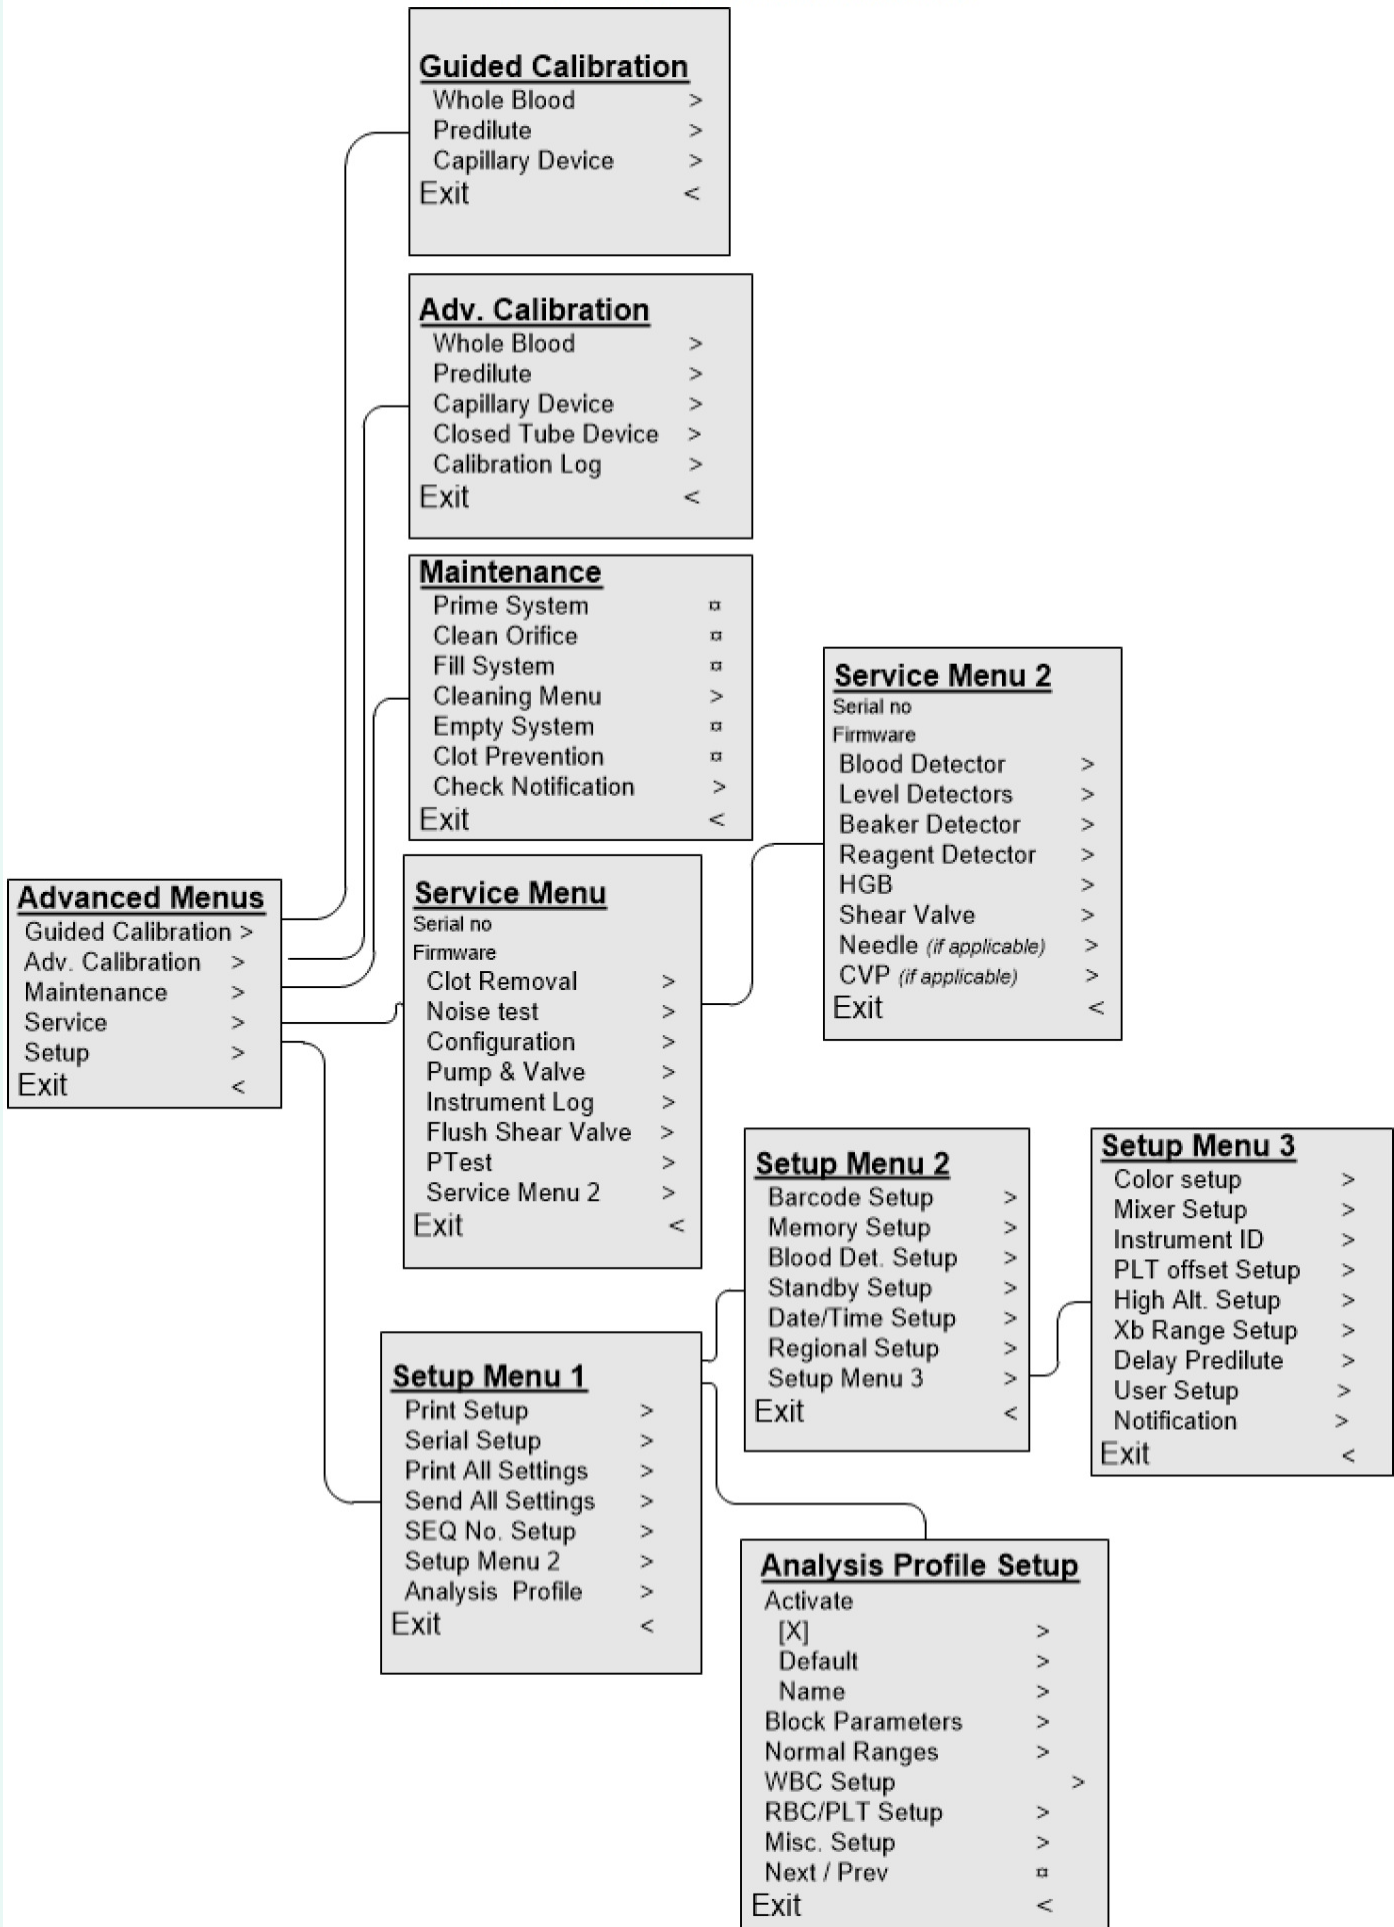 Guided Calibration
Whole Blood >
Predilute >
Capillary Device >
Exit <
Adv. Calibration
Whole Blood >
Predilute >
Capillary Device >
Closed Tube Device >
Calibration Log >
Exit <
Maintenance
Prime System ¤
Clean Orifice ¤
Fill System ¤
Cleaning Menu >
Empty System ¤
Clot Prevention ¤
Check Notification >
Exit <
Advanced Menus
Guided Calibration >
Adv. Calibration >
Maintenance >
Service >
Setup >
Exit <
Service Menu
Serial no
Firmware
Clot Removal >
Noise test >
Configuration >
Pump & Valve >
Instrument Log >
Flush Shear Valve >
PTest >
Service Menu 2 >
Exit <
Service Menu 2
Serial no
Firmware
Blood Detector >
Level Detectors >
Beaker Detector >
Reagent Detector >
HGB >
Shear Valve >
Needle (if applicable) >
CVP (if applicable) >
Exit <
Setup Menu 1
Print Setup >
Serial Setup >
Print All Settings >
Send All Settings >
SEQ No. Setup >
Setup Menu 2 >
Analysis Profile >
Exit <
Setup Menu 2
Barcode Setup >
Memory Setup >
Blood Det. Setup >
Standby Setup >
Date/Time Setup >
Regional Setup >
Setup Menu 3 >
Exit <
Setup Menu 3
Color setup >
Mixer Setup >
Instrument ID >
PLT offset Setup >
High Alt. Setup >
Xb Range Setup >
Delay Predilute >
User Setup >
Notification >
Exit <
Analysis Profile Setup
Activate
[X] >
Default >
Name >
Block Parameters >
Normal Ranges >
WBC Setup >
RBC/PLT Setup >
Misc. Setup >
Next / Prev ¤
Exit <